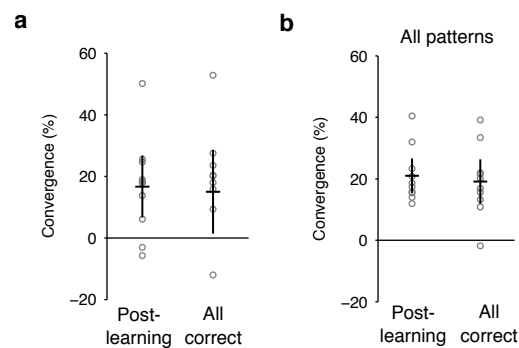 a
60
40
20
0
−20
Convergence (%)
Post-
learning
All
correct
b
All patterns
60
40
20
0
−20
Convergence (%)
Post-
learning
All
correct